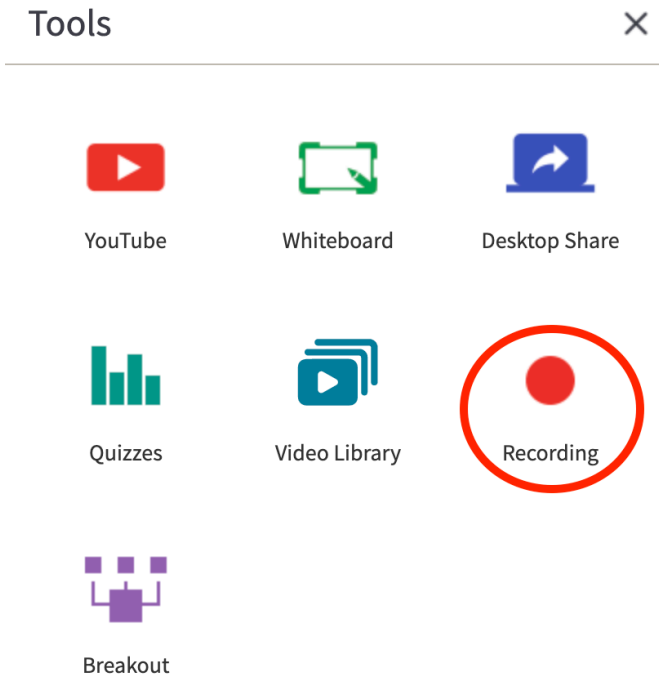 Tools
YouTube
Whiteboard
Desktop Share
Quizzes
Video Library
Recording
Breakout